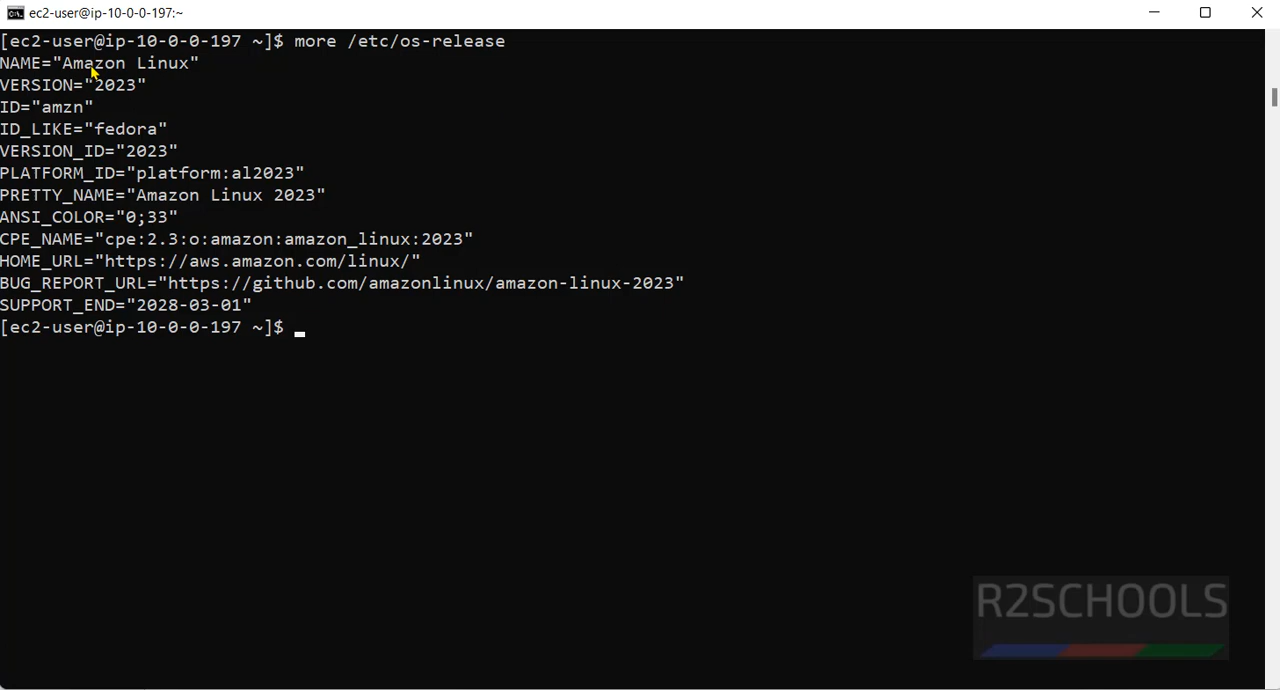 ec2-user@ip-10-0-0-197:~
[ec2-user@ip-10-0-0-197 ~]$ more /etc/os-release
NAME="Amazon Linux"
VERSION="2023"
ID="amzn"
ID_LIKE="fedora"
VERSION_ID="2023"
PLATFORM_ID="platform:al2023"
PRETTY_NAME="Amazon Linux 2023"
ANSI_COLOR="0;33"
CPE_NAME="cpe:2.3:o:amazon:amazon_linux:2023"
HOME_URL="https://aws.amazon.com/linux/"
BUG_REPORT_URL="https://github.com/amazonlinux/amazon-linux-2023"
SUPPORT_END="2028-03-01"
[ec2-user@ip-10-0-0-197 ~]$
R2SCHOOLS